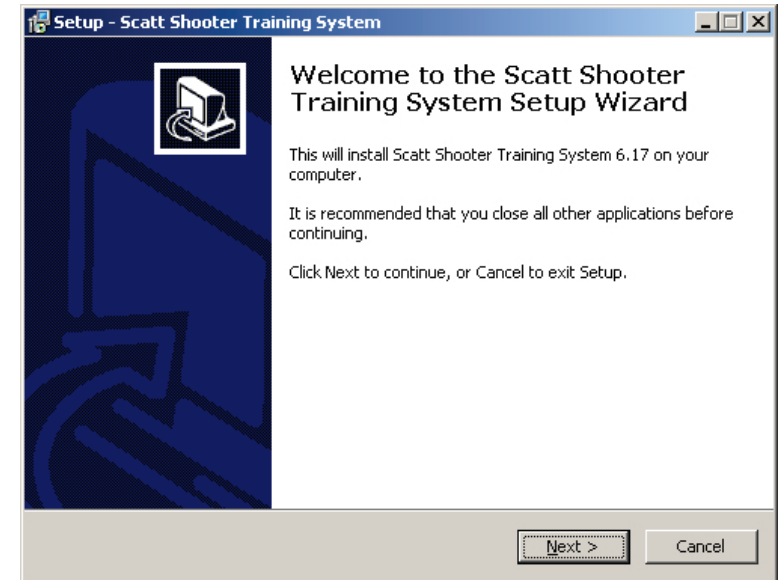 Setup - Scatt Shooter Training System
Welcome to the Scatt Shooter
Training System Setup Wizard
This will install Scatt Shooter Training System 6.17 on your
computer.
It is recommended that you close all other applications before
continuing.
Click Next to continue, or Cancel to exit Setup.
Next >
Cancel